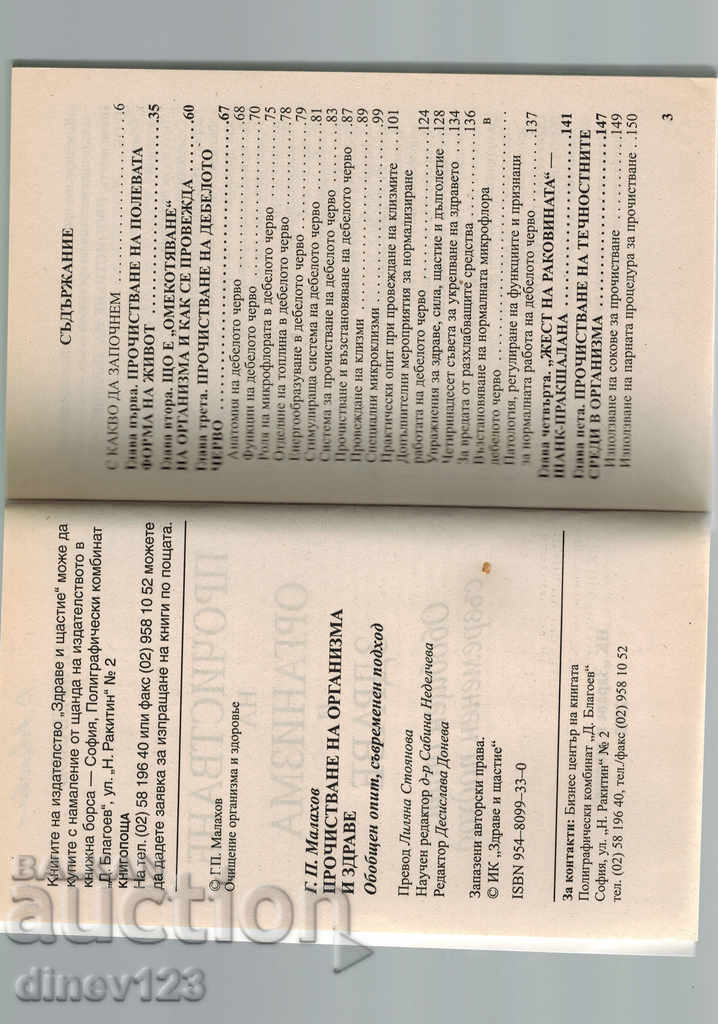 Книгите на издателство „Здраве и щастие“ може да
купите с намаление от щанда на издателството в
книжна борса — София, Полиграфически комбинат
„Д. Благоев“, ул. „Н. Ракитин“ № 2
книгопоща
На тел. (02) 58 196 40 или факс (02) 958 10 52 можете
да дадете заявка за изпращане на книги по пощата.
© Г.П. Малахов
Очищение организма и здоровье
Г. П. Малахов
ПРОЧИСТВАНЕ НА ОРГАНИЗМА
И ЗДРАВЕ
Обобщен опит, съвременен подход
Превод Лиляна Стоянова
Научен редактор д-р Сабина Неделчева
Редактор Десислава Донева
Запазени авторски права.
© ИК „Здраве и щастие“
ISBN 954-8099-33-0
За контакти: Бизнес център на книгата
Полиграфически комбинат „Д. Благоев“
София, ул. „Н. Ракитин“ № 2
тел. (02) 58 196 40, тел./факс (02) 958 10 52
СЪДЪРЖАНИЕ
С КАКВО ДА ЗАПОЧНЕМ ..........6
Глава първа. ПРОЧИСТВАНЕ НА ПОЛЕВАТА
ФОРМА НА ЖИВОТ ..........35
Глава втора. ЩО Е „ОМЕКОТЯВАНЕ“
НА ОРГАНИЗМА И КАК СЕ ПРОВЕЖДА ..........60
Глава трета. ПРОЧИСТВАНЕ НА ДЕБЕЛОТО
ЧЕРВО ..........67
Анатомия на дебелото черво ..........68
Функции на дебелото черво ..........70
Роля на микрофлората в дебелото черво ..........75
Отделяне на топлина в дебелото черво ..........78
Енергообразуване в дебелото черво ..........79
Стимулираща система на дебелото черво ..........81
Система за прочистване на дебелото черво ..........83
Прочистване и възстановяване на дебелото черво ..87
Провеждане на клизми ..........89
Специални микроклизми ..........99
Практически опит при провеждане на клизмите ..101
Допълнителни мероприятия за нормализиране
работата на дебелото черво ..........124
Упражнения за здраве, сила, щастие и дълголетие ..128
Четиринадесет съвета за укрепване на здравето ..134
За вредата от разхлабващите средства ..........136
Възстановяване на нормалната микрофлора в
дебелото черво ..........
Патология, регулиране на функциите и признаци
за нормалната работа на дебелото черво ..........137
Глава четвърта. „ЖЕСТ НА РАКОВИНАТА“ —
ШАНК-ПРАКШАЛАНА ..........141
Глава пета. ПРОЧИСТВАНЕ НА ТЕЧНОСТНИТЕ
СРЕДИ В ОРГАНИЗМА ..........147
Използване на сокове за прочистване ..........149
Използване на парната процедура за прочистване ..150
3
auction
dinev123